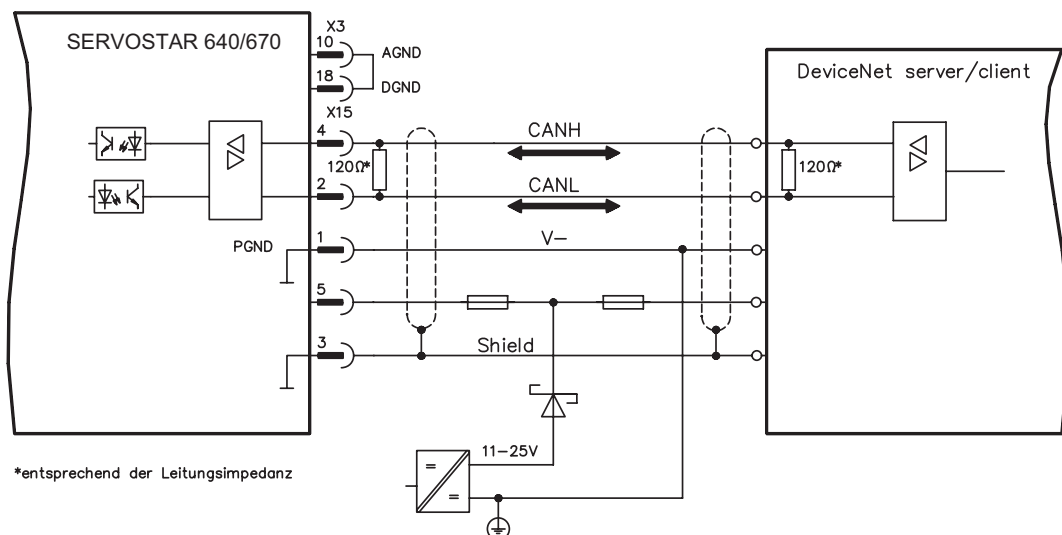 X3
SERVOSTAR 640/670
10
AGND
DeviceNet server/client
18
DGND
X15
4
CANH
120Ω*
120Ω*
2
CANL
1
PGND
V-
5
3
Shield
11-25V
*entsprechend der Leitungsimpedanz
=
=